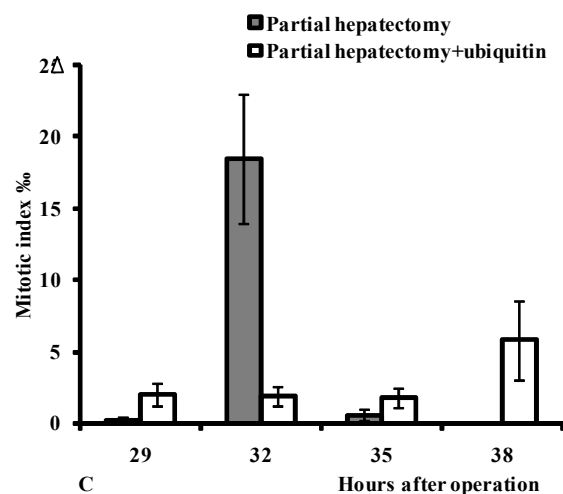 Partial hepatectomy
Partial hepatectomy+ubiquitin
20
15
10
5
0
Mitotic index ‰
29 32 35 38
C Hours after operation